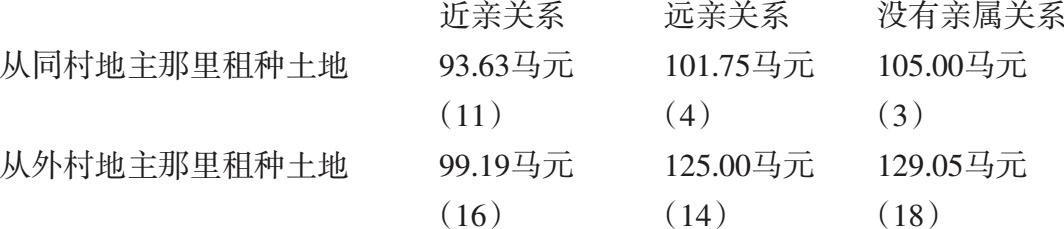 近亲关系 远亲关系 没有亲属关系
从同村地主那里租种土地 93.63马元 101.75马元 105.00马元
（11） （4） （3）
从外村地主那里租种土地 99.19马元 125.00马元 129.05马元
（16） （14） （18）